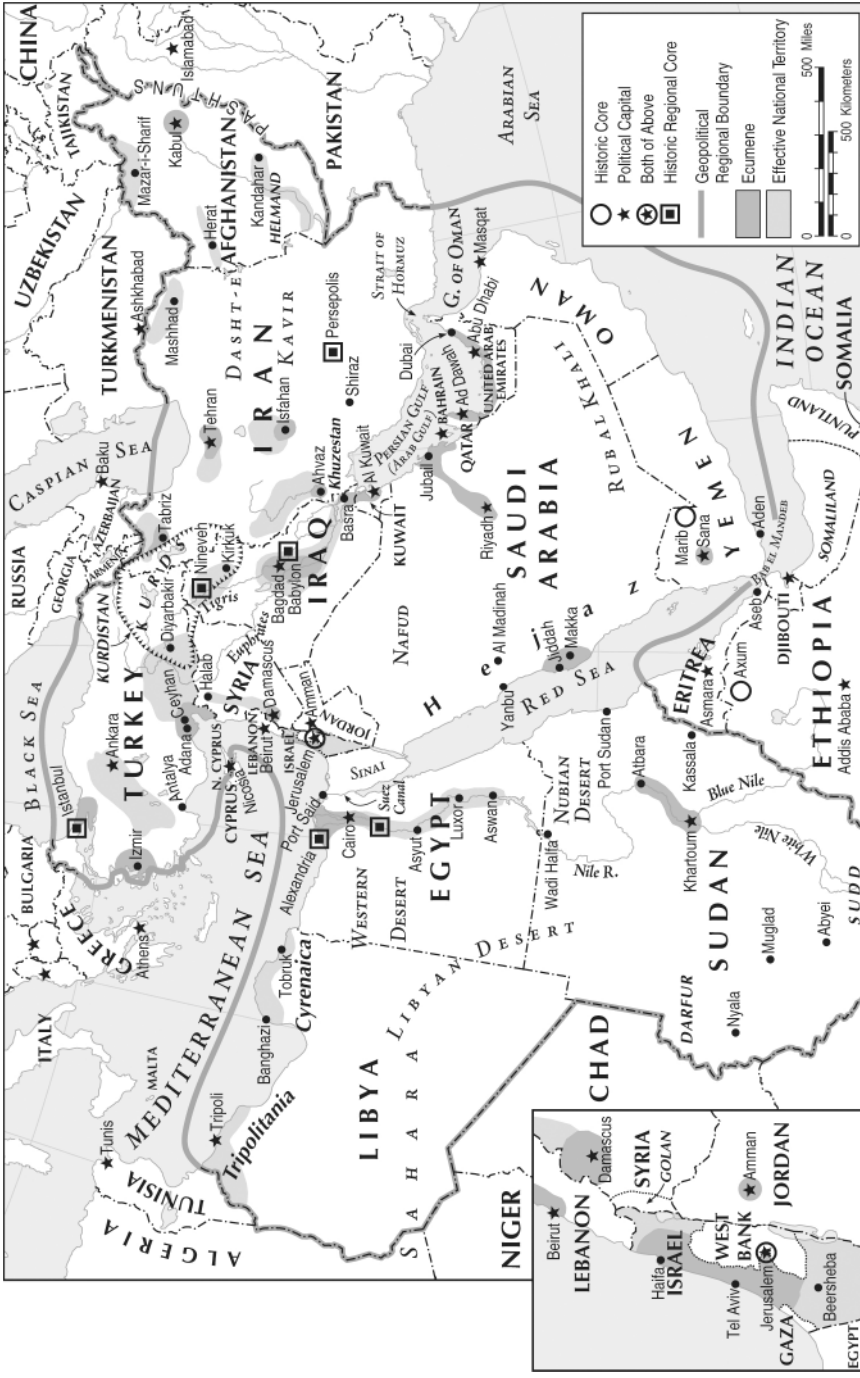 RUSSIA
BULGARIA
ITALY
GREECE
Athens
BLACK SEA
CASPIAN SEA
GEORGIA
ARMENIA
AZERBAIJAN
Baku
UZBEKISTAN
TURKMENISTAN
Ashkhabad
TAJIKISTAN
CHINA
Istanbul
Izmir
Ankara
TURKEY
Antalya
Adana
Ceyhan
Diyarbakir
KURDISTAN
KURDS
Tabriz
Tehran
Mashhad
Mazar-i-Sharif
Kabul
Islamabad
PASHTUNS
Herat
AFGHANISTAN
Kandahar
HELMAND
PAKISTAN
DASHT-E
KAVIR
IRAN
Isfahan
Persepolis
Shiraz
Ahvaz
Khuzestan
Nineveh
Kirkuk
Tigris
Euphrates
Bagdad
Babylon
IRAQ
Basra
Al Kuwait
KUWAIT
Halab
SYRIA
Damascus
N. CYPRUS
CYPRUS
Nicosia
LEBANON
Beirut
ISRAEL
Jerusalem
Amman
JORDAN
MEDITERRANEAN SEA
MALTA
Tunis
TUNISIA
ALGERIA
Tripoli
Tripolitania
Banghazi
Tobruk
Cyrenaica
LIBYA
SAHARA
LIBYAN DESERT
Alexandria
Port Said
Cairo
Suez
Canal
SINAI
WESTERN
DESERT
EGYPT
Asyut
Luxor
Aswan
NUBIAN
DESERT
Wadi Halfa
Nile R.
NAFUD
Hejaz
Al Madinah
Yanbu
Jiddah
Makka
RED SEA
SAUDI
ARABIA
Riyadh
Jubail
PERSIAN GULF
(ARAB GULF)
BAHRAIN
QATAR
Ad Dawah
Dubai
Abu Dhabi
UNITED ARAB
EMIRATES
STRAIT OF
HORMUZ
G. OF OMAN
Masqat
OMAN
RUB AL KHALI
ARABIAN
SEA
Marib
Sana
YEMEN
Aden
BAB EL MANDEB
INDIAN
OCEAN
NIGER
CHAD
DARFUR
SUDAN
Nyala
Muglad
Abyei
SUDD
Khartoum
Blue Nile
White Nile
Atbara
Port Sudan
Kassala
ERITREA
Asmara
Axum
Aseb
DJIBOUTI
ETHIOPIA
Addis Ababa
SOMALILAND
PUNTLAND
SOMALIA
Historic Core
Political Capital
Both of Above
Historic Regional Core
Geopolitical
Regional Boundary
Ecumene
Effective National Territory
0 500 Miles
0 500 Kilometers
Beirut
LEBANON
Damascus
SYRIA
GOLAN
Haifa
ISRAEL
Tel Aviv
WEST
BANK
Jerusalem
Amman
JORDAN
GAZA
Beersheba
EGYPT